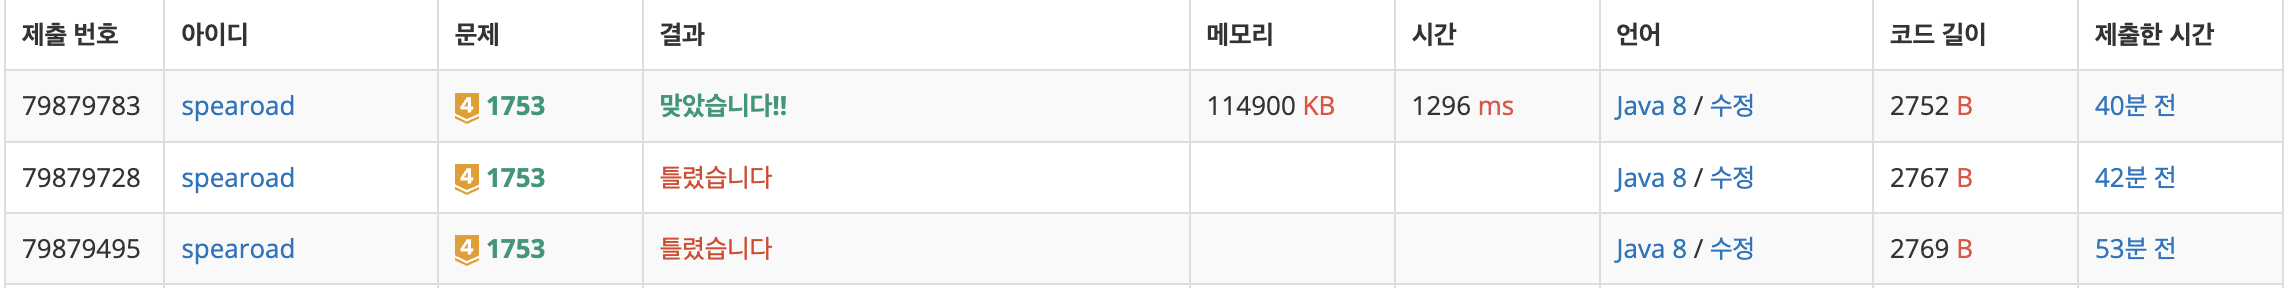 제출 번호 아이디 문제 결과 메모리 시간 언어 코드 길이 제출한 시간
79879783 spearoad 4 1753 맞았습니다!! 114900 KB 1296 ms Java 8 / 수정 2752 B 40분 전
79879728 spearoad 4 1753 틀렸습니다 Java 8 / 수정 2767 B 42분 전
79879495 spearoad 4 1753 틀렸습니다 Java 8 / 수정 2769 B 53분 전